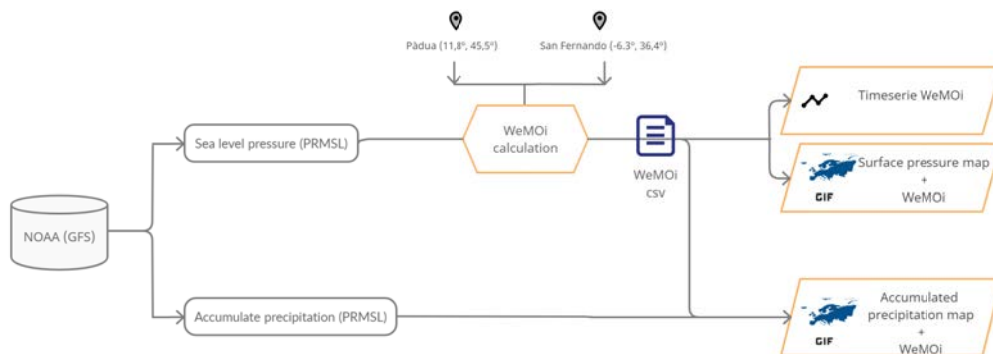 Pàdua (11,8º, 45,5º)
San Fernando (-6.3º, 36,4º)
Timeserie WeMOi
Sea level pressure (PRMSL)
WeMOi
calculation
WeMOi
csv
Surface pressure map
+
WeMOi
GIF
NOAA (GFS)
Accumulate precipitation (PRMSL)
Accumulated
precipitation map
+
WeMOi
GIF